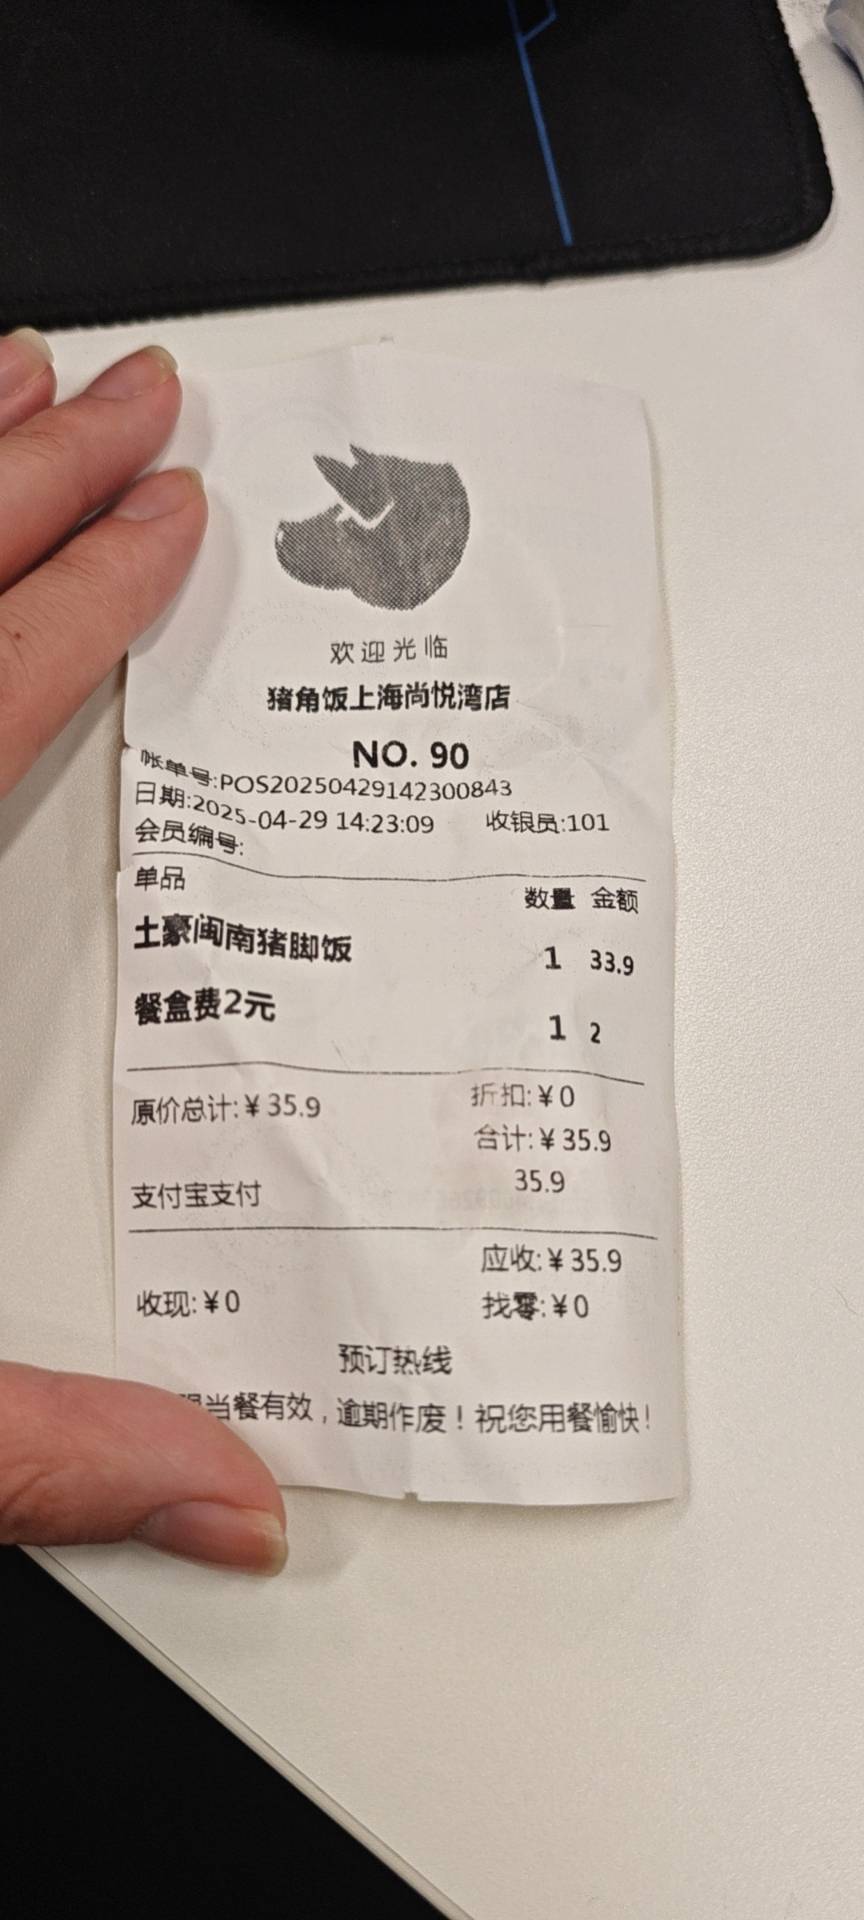 欢迎光临
猪角饭上海尚悦湾店
NO. 90
帐单号:POS20250429142300843
日期:2025-04-29 14:23:09 收银员:101
会员编号:
单品 数量 金额
土豪闽南猪脚饭 1 33.9
餐盒费2元 1 2
原价总计:¥35.9 折扣:¥0
合计:¥35.9
支付宝支付 35.9
应收:¥35.9
收现:¥0 找零:¥0
预订热线
当餐有效，逾期作废！祝您用餐愉快！